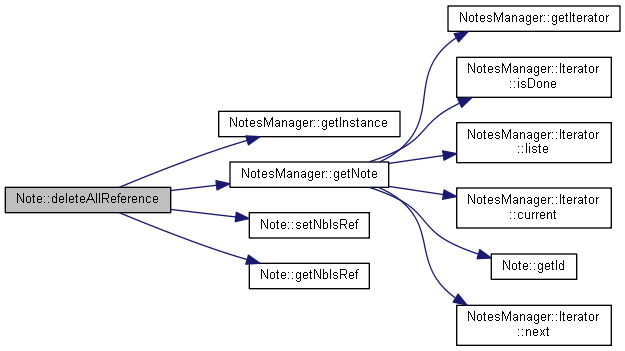 Note::deleteAllReference
NotesManager::getInstance
NotesManager::getNote
Note::setNbIsRef
Note::getNbIsRef
NotesManager::getIterator
NotesManager::Iterator
::isDone
NotesManager::Iterator
::liste
NotesManager::Iterator
::current
Note::getId
NotesManager::Iterator
::next